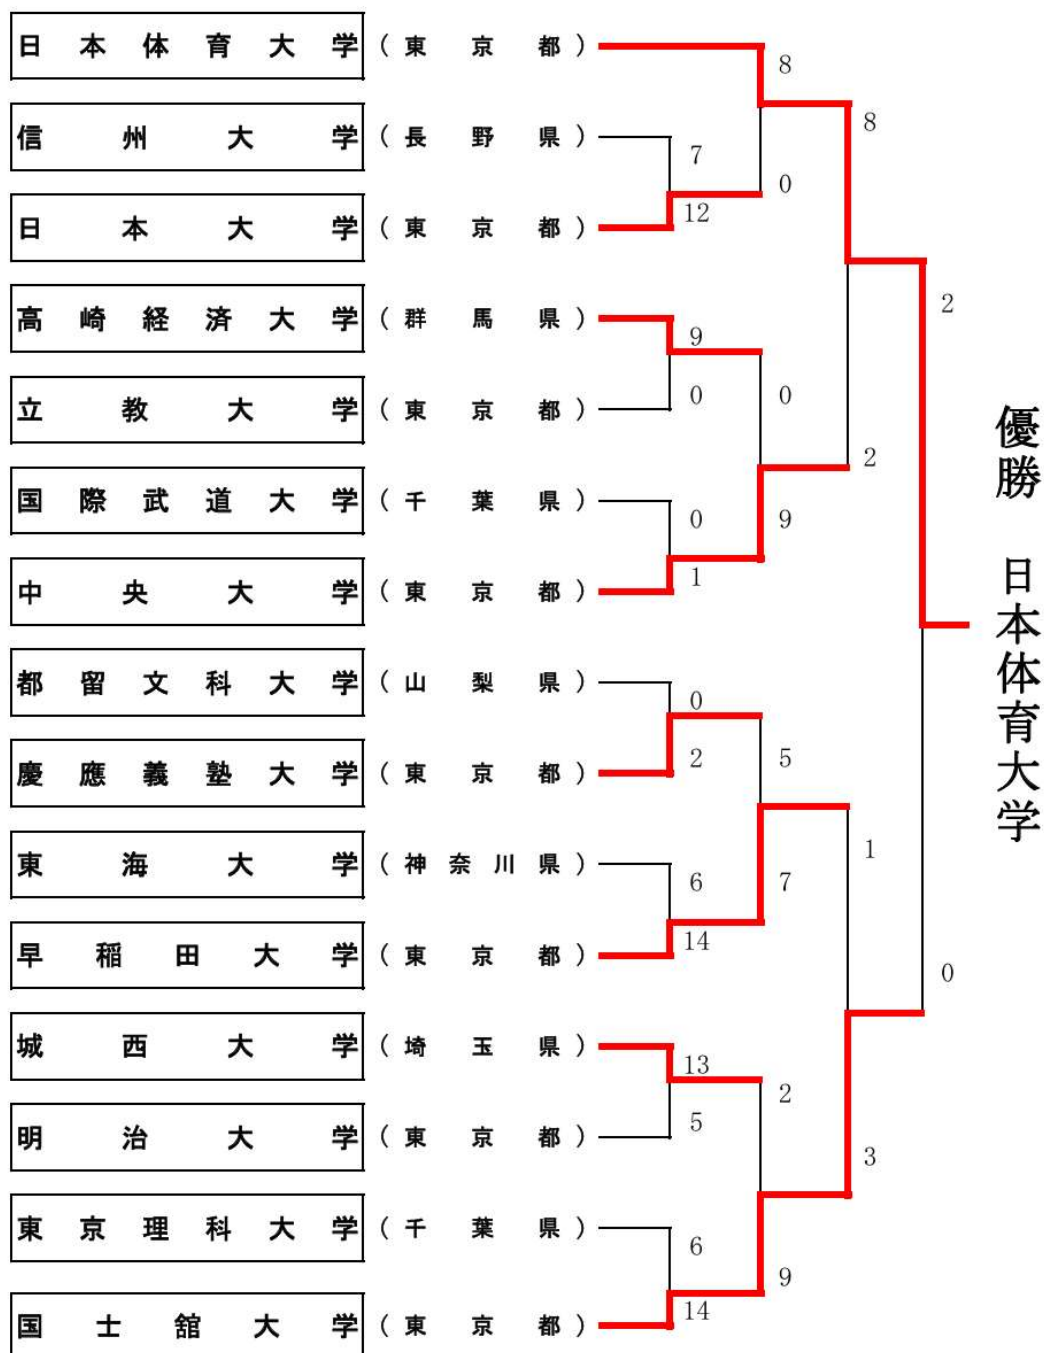 日本体育大学 (東京都)
8
8
信州大学 (長野県)
7
0
日本大学 (東京都)
12
2
高崎経済大学 (群馬県)
9
立教大学 (東京都)
0
0
2
国際武道大学 (千葉県)
0
9
中央大学 (東京都)
1
優勝 日本体育大学
都留文科大学 (山梨県)
0
慶應義塾大学 (東京都)
2
5
1
東海大学 (神奈川県)
6
7
早稲田大学 (東京都)
14
0
城西大学 (埼玉県)
13
2
明治大学 (東京都)
5
3
東京理科大学 (千葉県)
6
9
国士舘大学 (東京都)
14